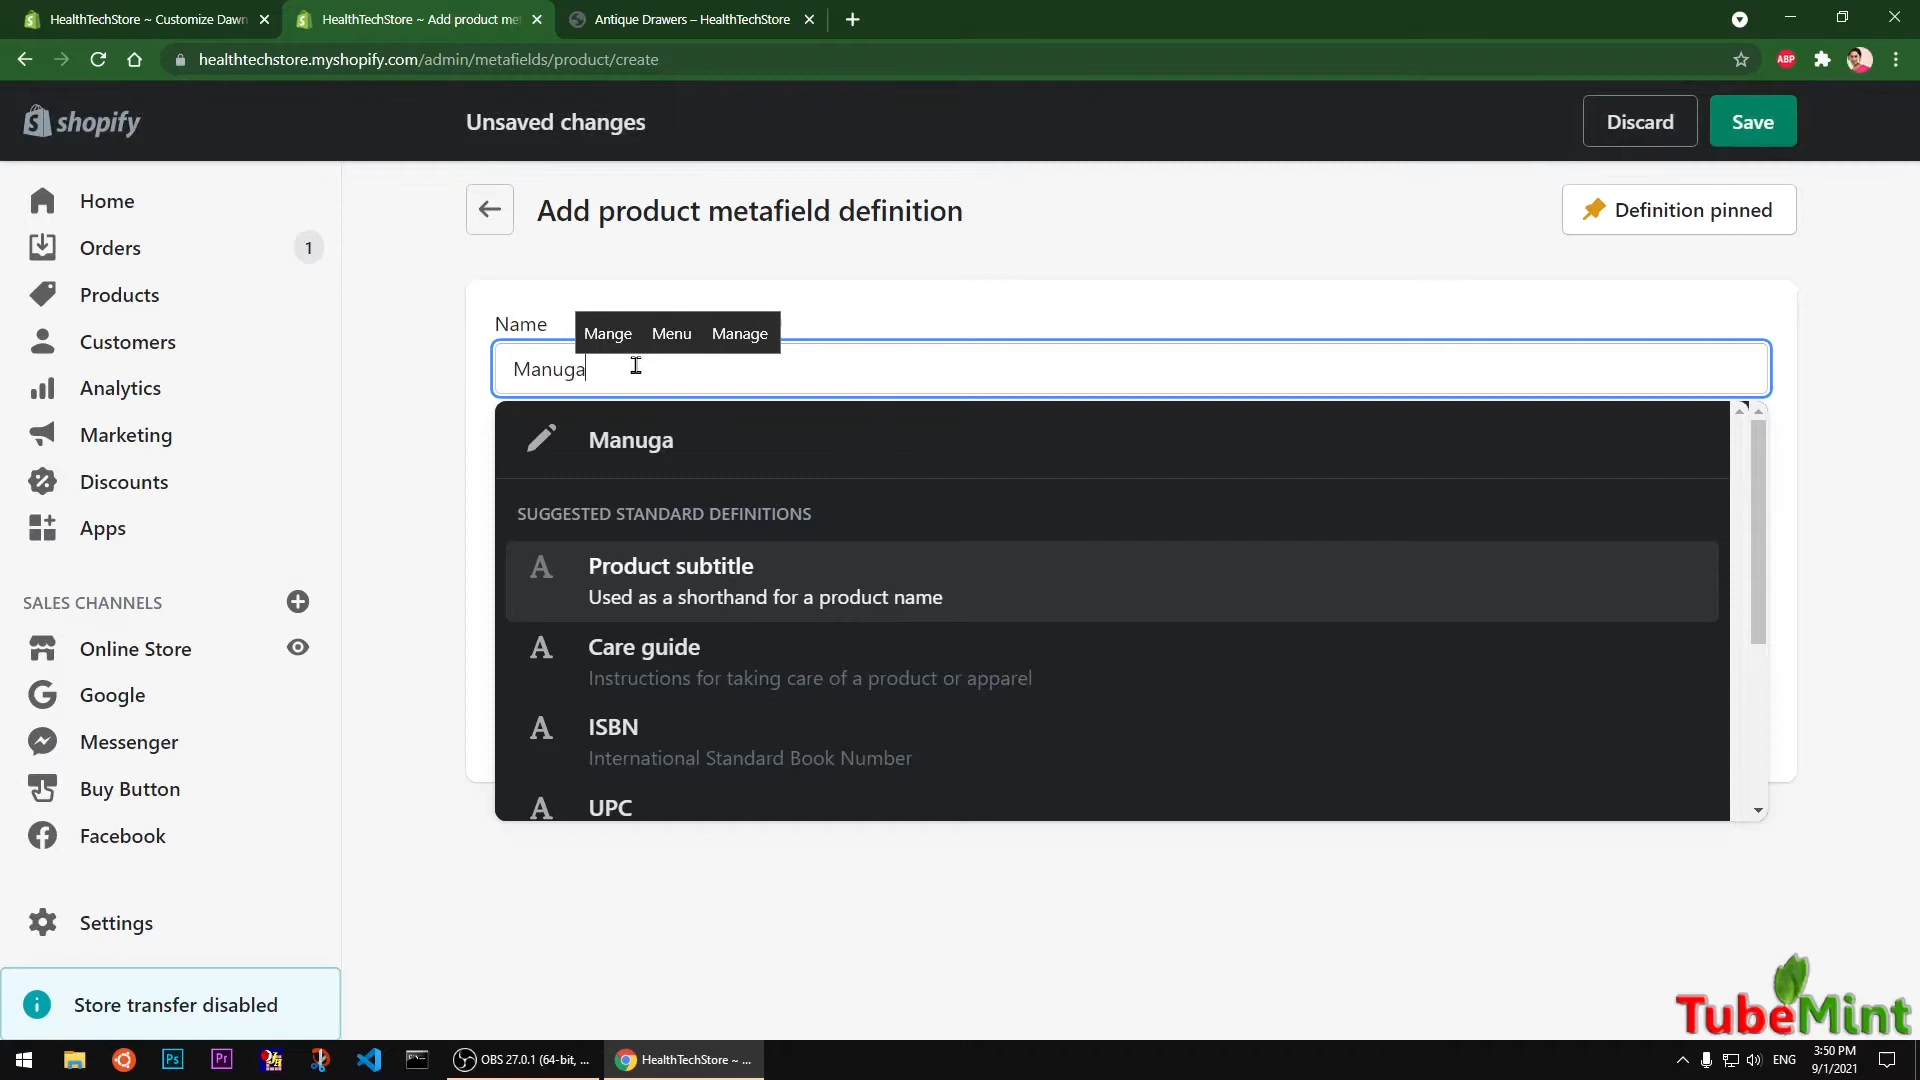 HealthTechStore ~ Customize Dawn
HealthTechStore ~ Add product me
Antique Drawers – HealthTechStore
healthtechstore.myshopify.com/admin/metafields/product/create
ABP
shopify
Unsaved changes
Discard
Save
Home
Orders
1
Products
Customers
Analytics
Marketing
Discounts
Apps
SALES CHANNELS
Online Store
Google
Messenger
Buy Button
Facebook
Settings
Store transfer disabled
Add product metafield definition
Definition pinned
Name
Mange Menu Manage
Manuga
Manuga
SUGGESTED STANDARD DEFINITIONS
A Product subtitle
Used as a shorthand for a product name
A Care guide
Instructions for taking care of a product or apparel
A ISBN
International Standard Book Number
A UPC
TubeMint
Ps
Pr
OBS 27.0.1 (64-bit, ...
HealthTechStore ~ ...
ENG
3:50 PM
9/1/2021